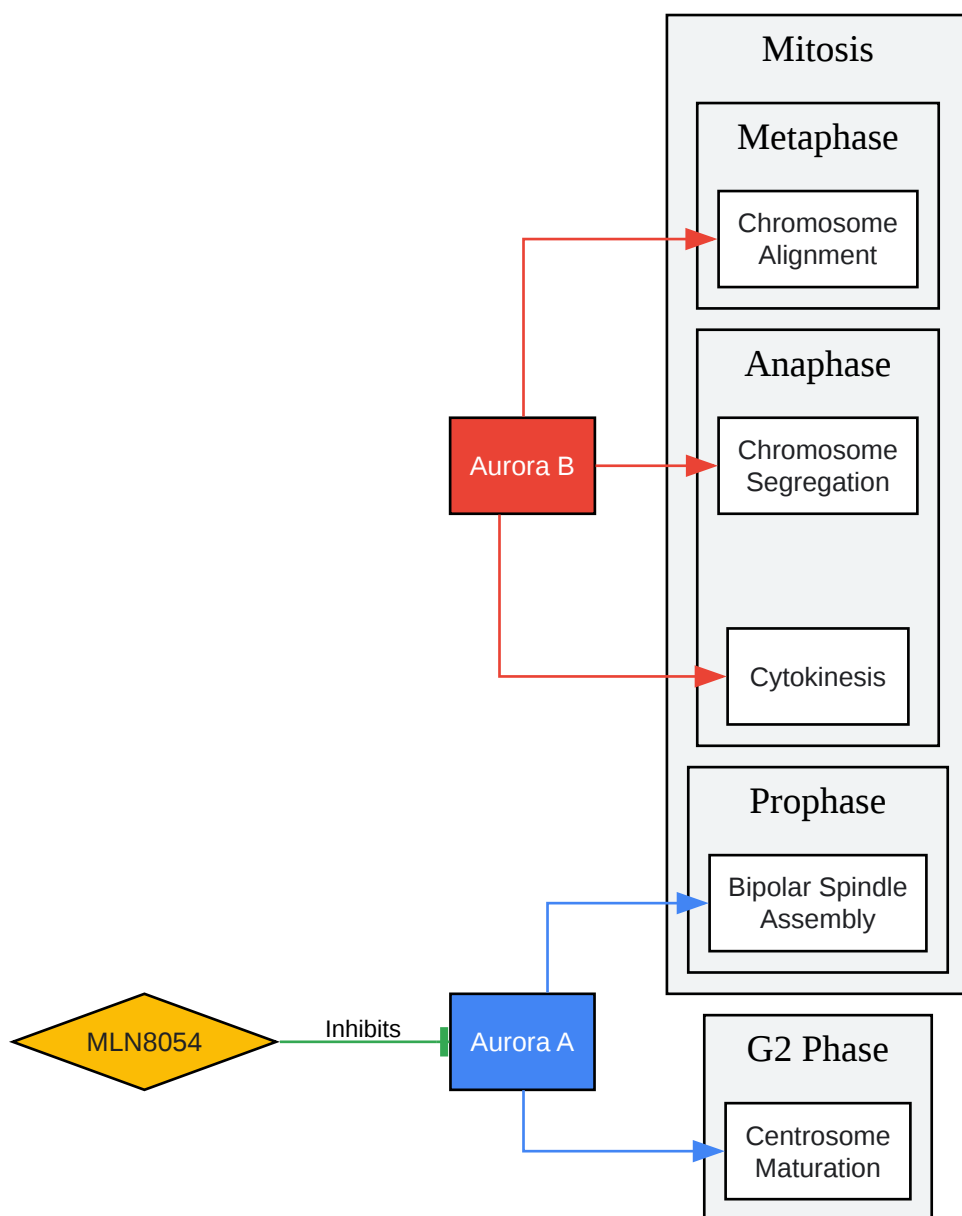 Mitosis
Metaphase
Chromosome
Alignment
Anaphase
Chromosome
Segregation
Aurora B
Cytokinesis
Prophase
Bipolar Spindle
Assembly
MLN8054
Inhibits
Aurora A
G2 Phase
Centrosome
Maturation